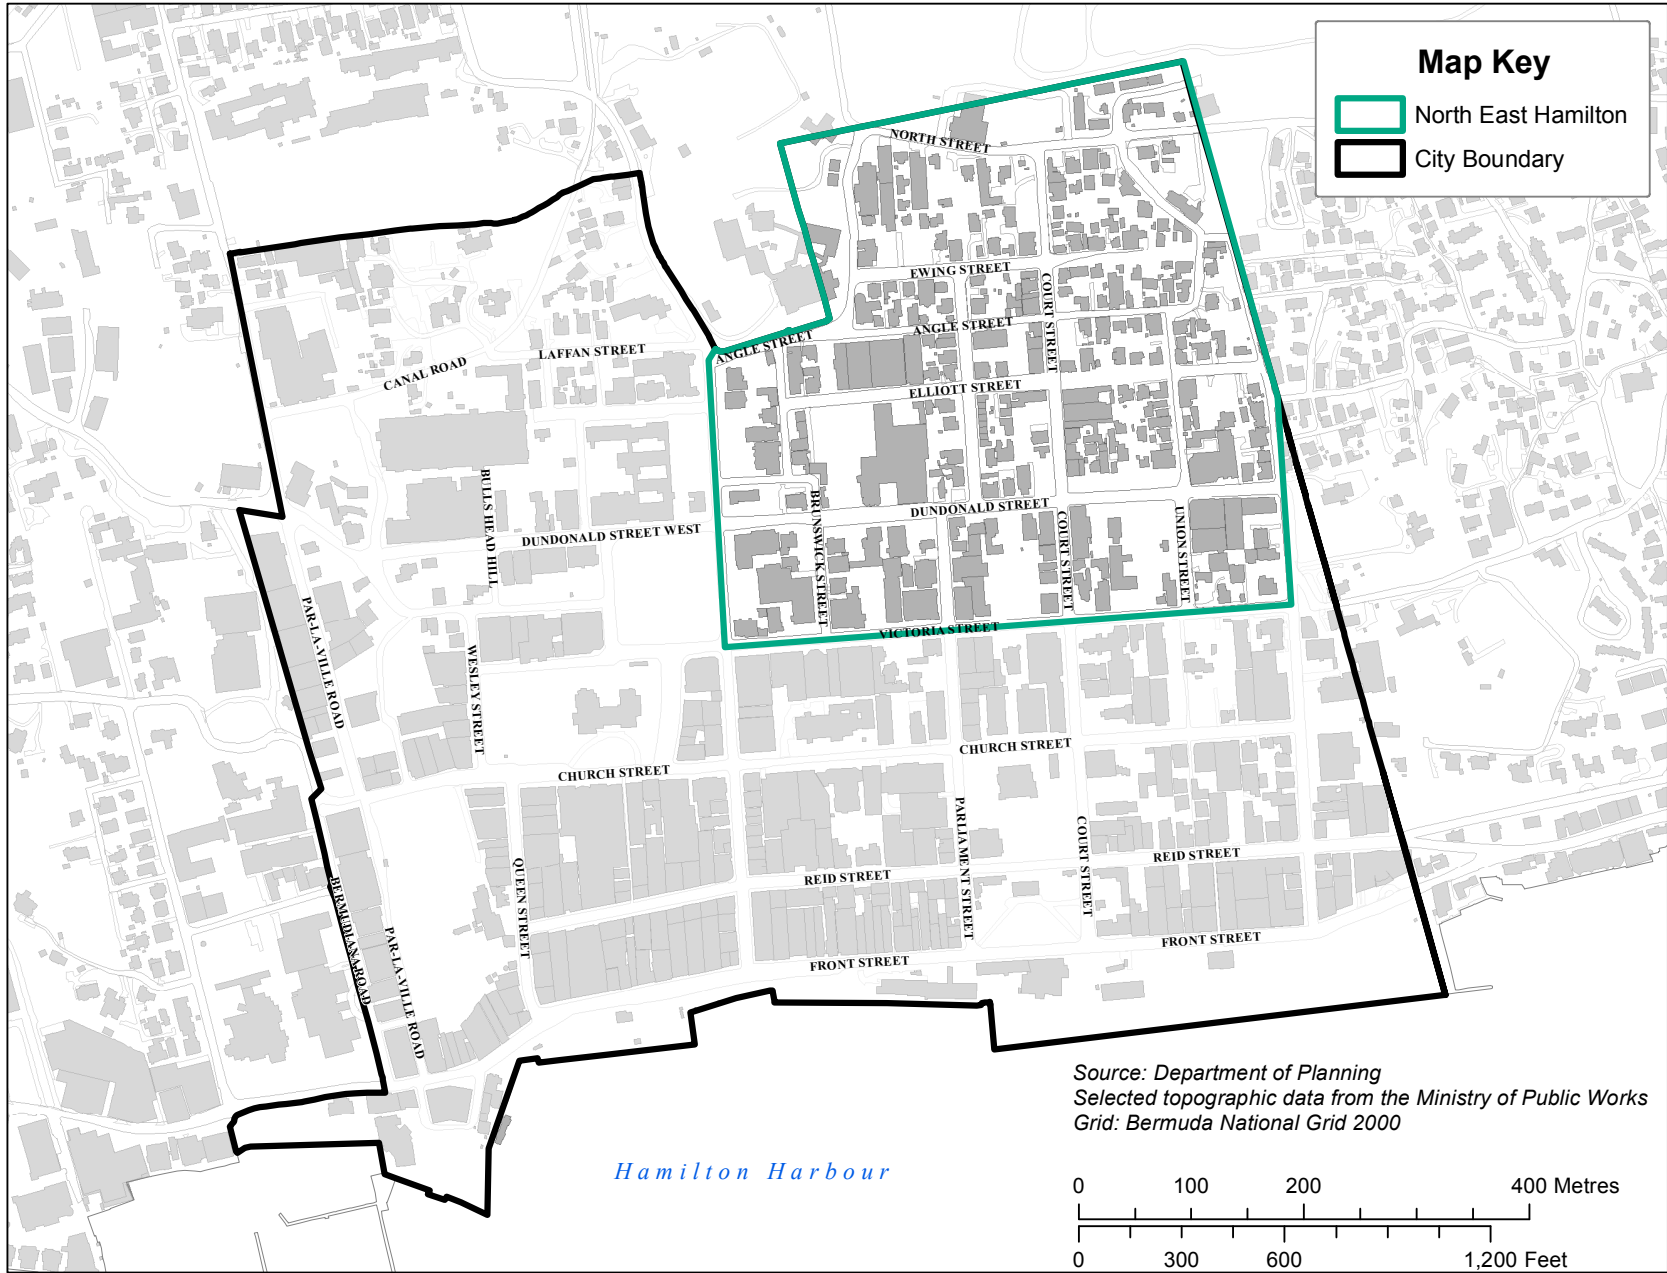 Map Key
North East Hamilton
City Boundary
NORTH STREET
EWING STREET
COURT STREET
ANGLE STREET
ANGLE STREET
LAFFAN STREET
CANAL ROAD
ELLIOTT STREET
BULLS HEAD HILL
DUNDONALD STREET
DUNDONALD STREET WEST
BRUNSWICK STREET
COURT STREET
UNION STREET
PAR-LA-VILLE ROAD
VICTORIA STREET
WESLEY STREET
CHURCH STREET
CHURCH STREET
PARLIAMENT STREET
COURT STREET
QUEEN STREET
REID STREET
REID STREET
BERMUDIANA ROAD
PAR-LA-VILLE ROAD
FRONT STREET
FRONT STREET
Source: Department of Planning
Selected topographic data from the Ministry of Public Works
Grid: Bermuda National Grid 2000
Hamilton Harbour
0 100 200 400 Metres
0 300 600 1,200 Feet